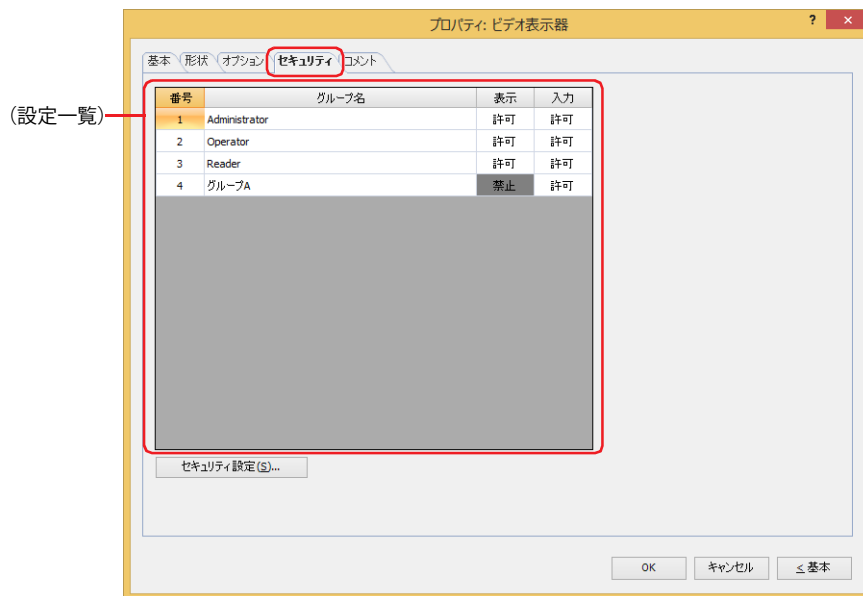 プロパティ: ビデオ表示器 ? ×
基本 形状 オプション セキュリティ コメント
(設定一覧)
番号 グループ名 表示 入力
1 Administrator 許可 許可
2 Operator 許可 許可
3 Reader 許可 許可
4 グループA 禁止 許可
セキュリティ設定(S)...
OK キャンセル < 基本